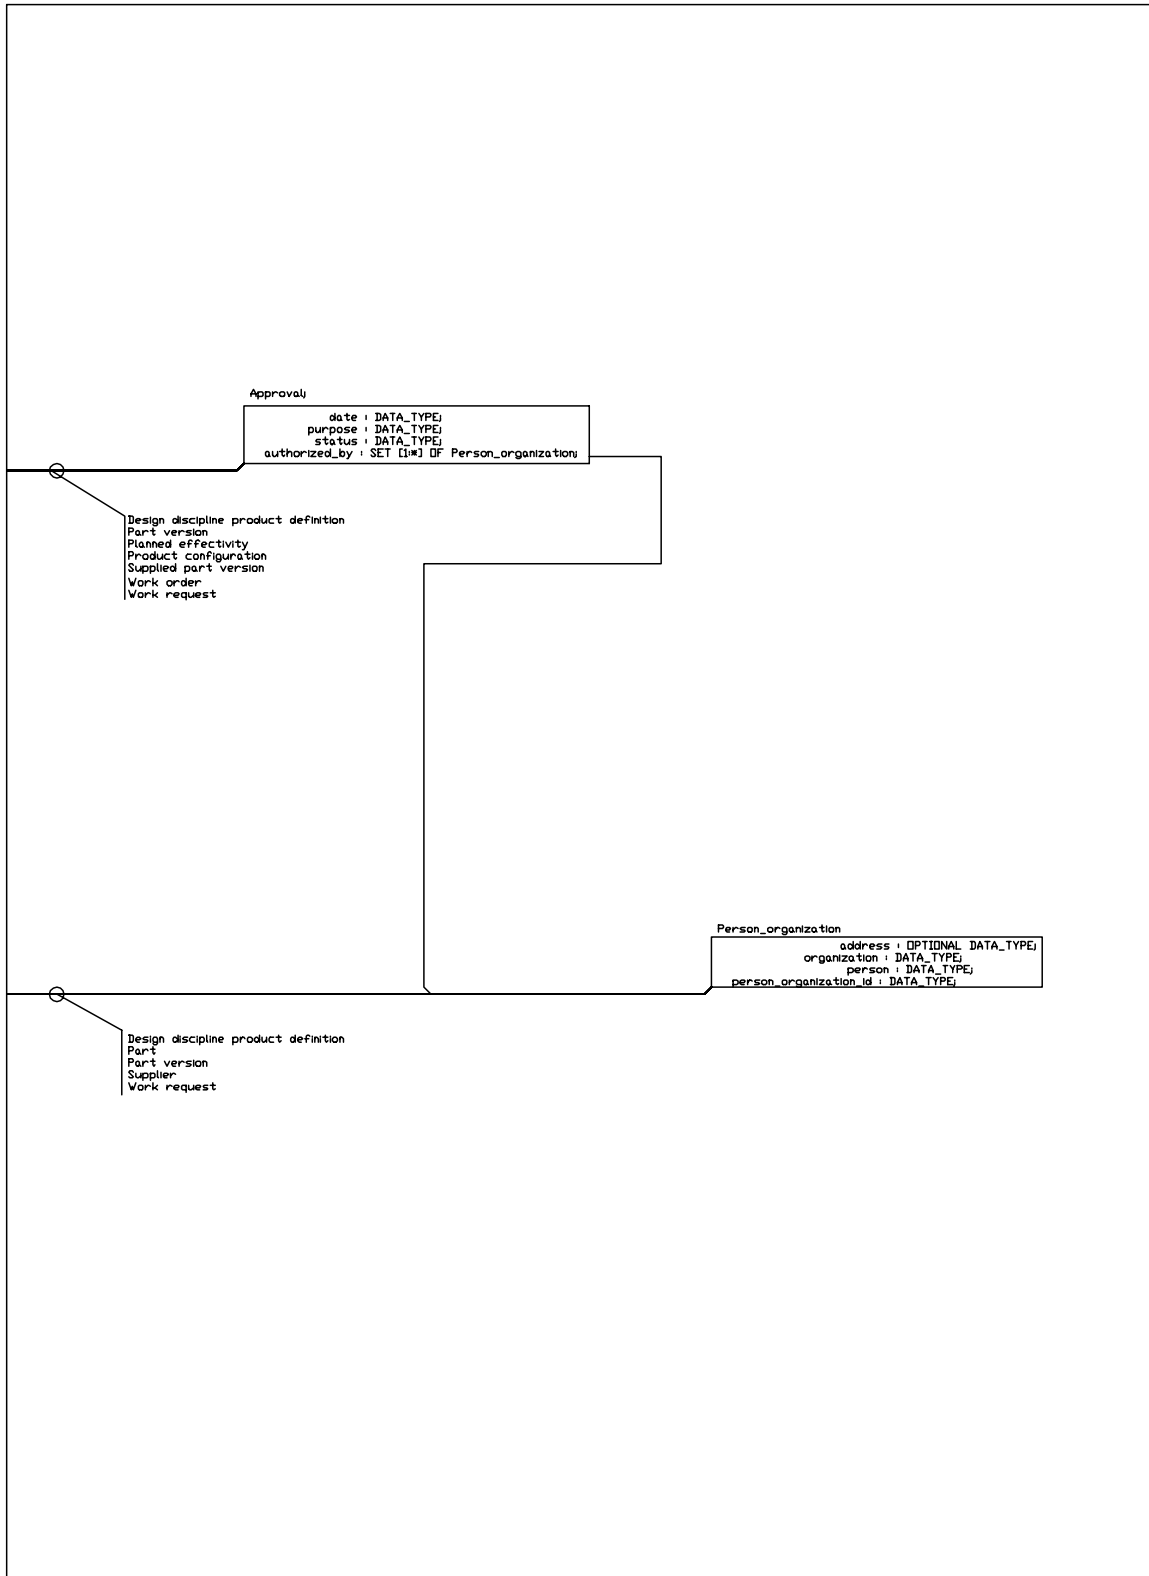 Approval;
date : DATA_TYPE;
purpose : DATA_TYPE;
status : DATA_TYPE;
authorized_by : SET [1:*] OF Person_organization;
Design discipline product definition
Part version
Planned effectivity
Product configuration
Supplied part version
Work order
Work request
Person_organization
address : OPTIONAL DATA_TYPE;
organization : DATA_TYPE;
person : DATA_TYPE;
person_organization_id : DATA_TYPE;
Design discipline product definition
Part
Part version
Supplier
Work request